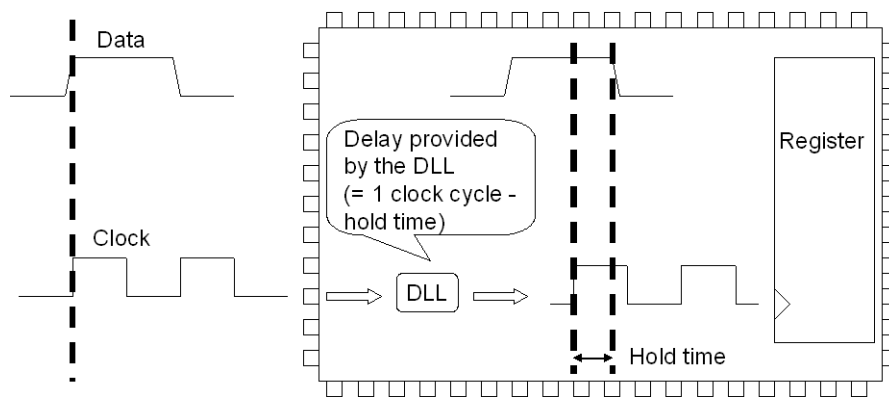 Data
Clock
Delay provided
by the DLL
(= 1 clock cycle -
hold time)
DLL
Register
Hold time